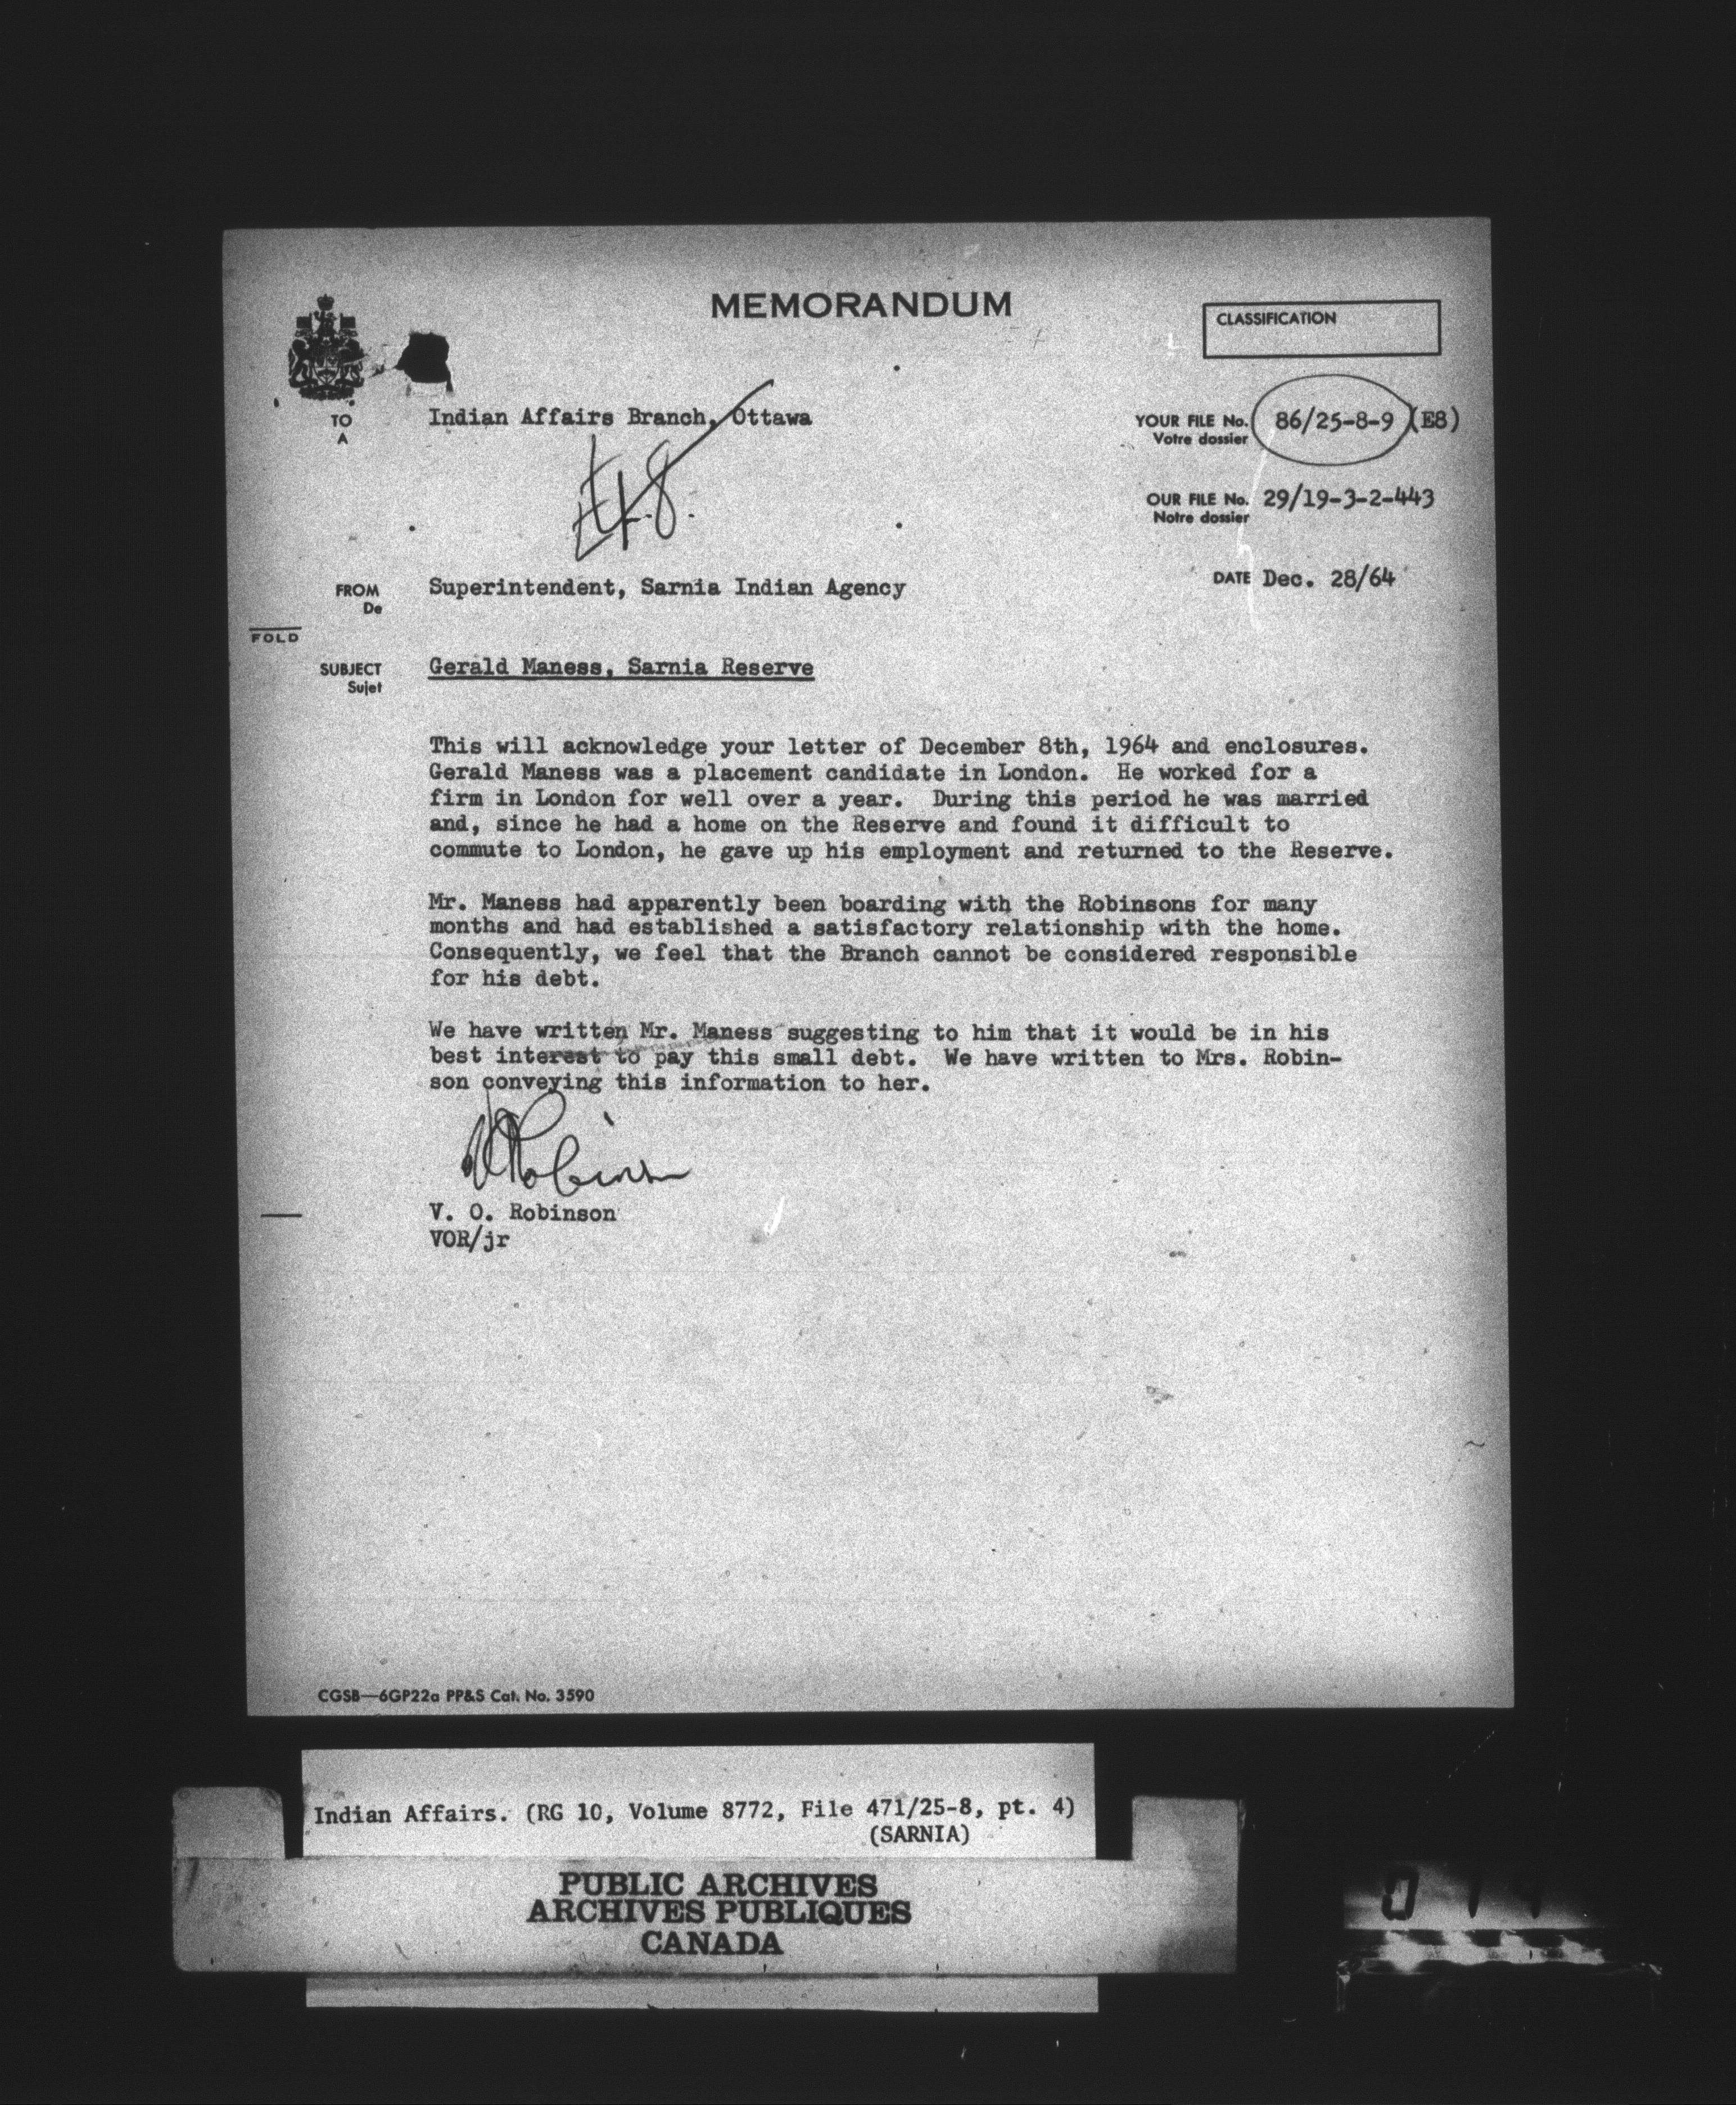 MEMORANDUM
CLASSIFICATION
TO
A
Indian Affairs Branch, Ottawa
YOUR FILE No. 86/25-8-9 (E8)
Votre dossier
OUR FILE No. 29/19-3-2-443
Notre dossier
FROM
De
Superintendent, Sarnia Indian Agency
DATE Dec. 28/64
FOLD
SUBJECT
Sujet
Gerald Maness, Sarnia Reserve
This will acknowledge your letter of December 8th, 1964 and enclosures.
Gerald Maness was a placement candidate in London. He worked for a
firm in London for well over a year. During this period he was married
and, since he had a home on the Reserve and found it difficult to
commute to London, he gave up his employment and returned to the Reserve.
Mr. Maness had apparently been boarding with the Robinsons for many
months and had established a satisfactory relationship with the home.
Consequently, we feel that the Branch cannot be considered responsible
for his debt.
We have written Mr. Maness suggesting to him that it would be in his
best interest to pay this small debt. We have written to Mrs. Robin-
son conveying this information to her.
V. O. Robinson
VOR/jr
CGSB—6GP22a PP&S Cat. No. 3590
Indian Affairs. (RG 10, Volume 8772, File 471/25-8, pt. 4)
(SARNIA)
PUBLIC ARCHIVES
ARCHIVES PUBLIQUES
CANADA